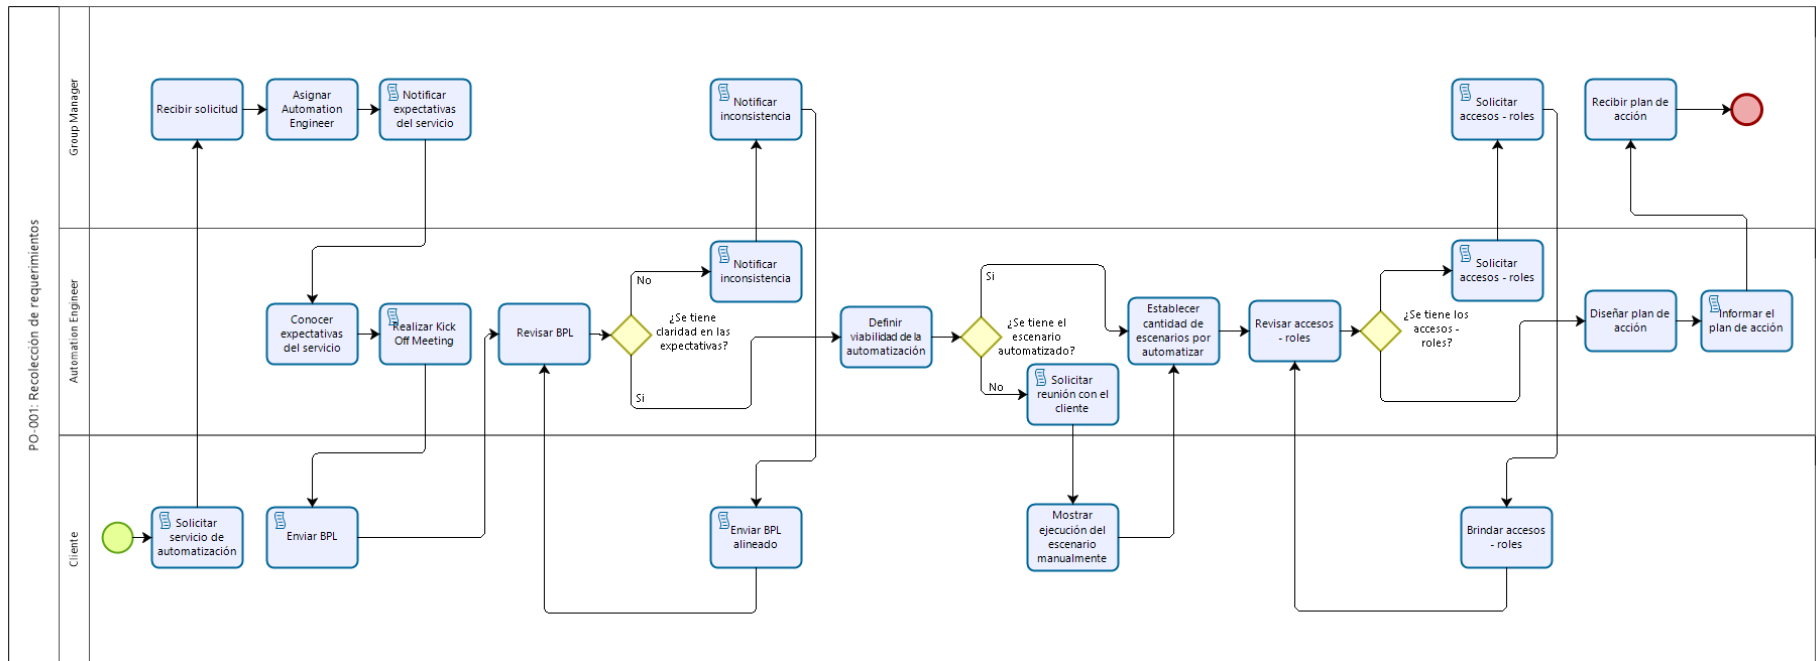 PO-001: Recolección de requerimientos
Group Manager
Recibir solicitud
Asignar
Automation
Engineer
Notificar
expectativas
del servicio
Notificar
inconsistencia
Solicitar
accesos - roles
Recibir plan de
acción
Automation Engineer
Conocer
expectativas
del servicio
Realizar Kick
Off Meeting
Revisar BPL
No
Si
¿Se tiene
claridad en las
expectativas?
Notificar
inconsistencia
Definir
viabilidad de la
automatización
Si
No
¿Se tiene el
escenario
automatizado?
Solicitar
reunión con el
cliente
Establecer
cantidad de
escenarios por
automatizar
Revisar accesos
- roles
¿Se tiene los
accesos -
roles?
Solicitar
accesos - roles
Diseñar plan de
acción
Informar el
plan de acción
Cliente
Solicitar
servicio de
automatización
Enviar BPL
Enviar BPL
alineado
Mostrar
ejecución del
escenario
manualmente
Brindar accesos
- roles